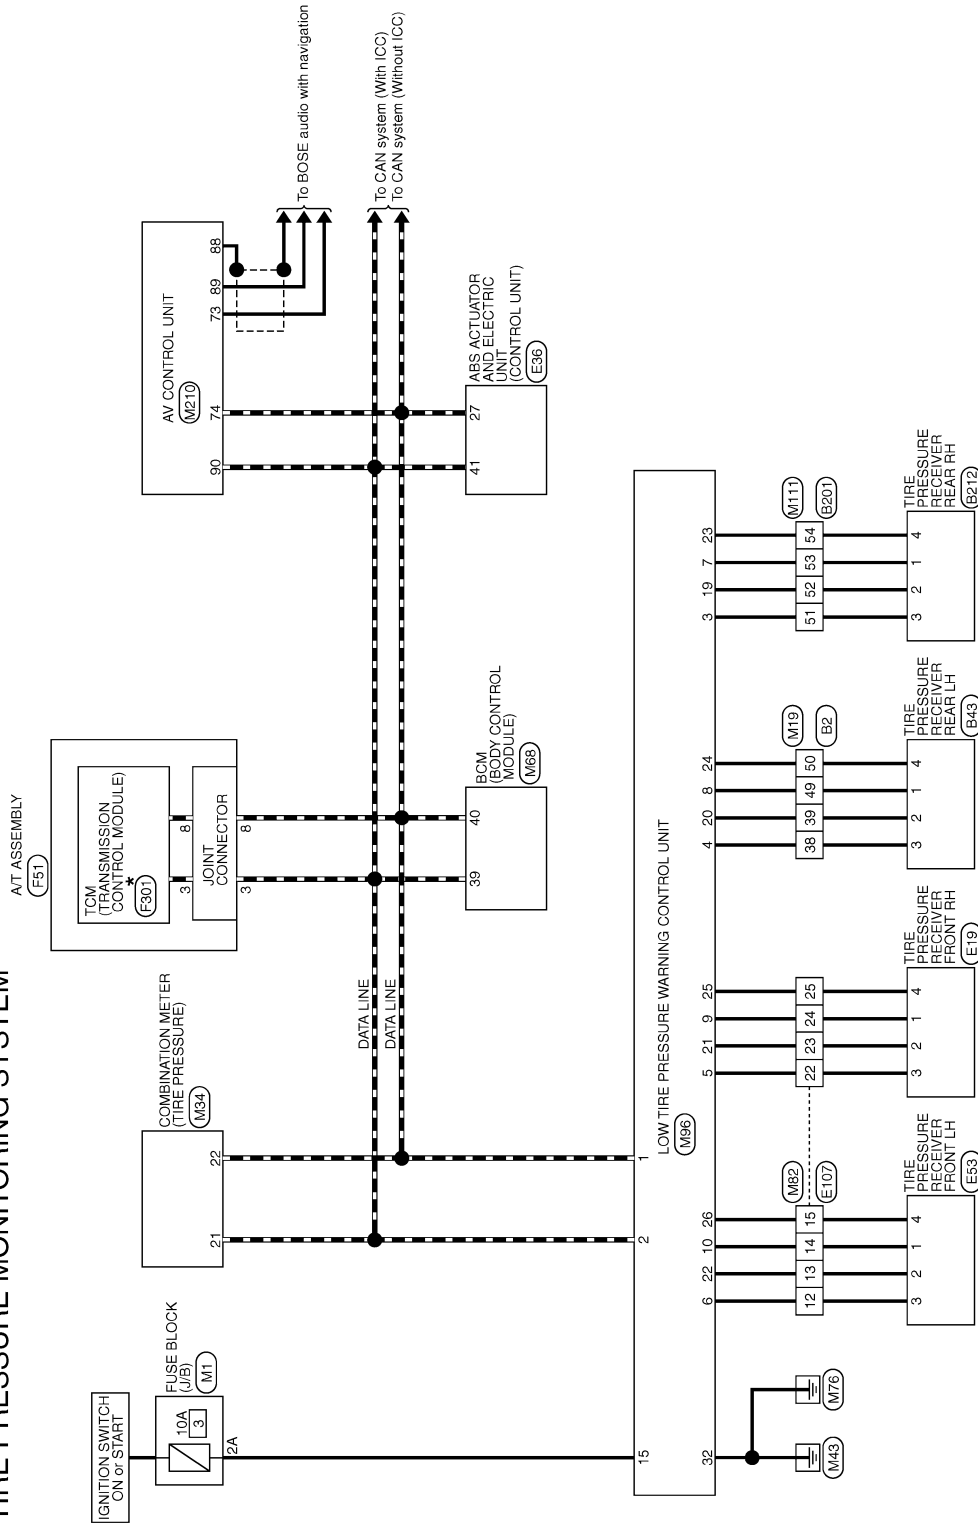 TIRE PRESSURE MONITORING SYSTEM
IGNITION SWITCH
ON or START
FUSE BLOCK
(J/B)
M1
10A
3
2A
COMBINATION METER
(TIRE PRESSURE)
M34
21
22
A/T ASSEMBLY
F51
TCM
(TRANSMISSION
CONTROL MODULE)
*
F301
3
8
JOINT
CONNECTOR
3
8
AV CONTROL UNIT
M210
90
74
73
89
88
To BOSE audio with navigation
DATA LINE
DATA LINE
To CAN system (With ICC)
To CAN system (Without ICC)
BCM
(BODY CONTROL
MODULE)
M68
39
40
ABS ACTUATOR
AND ELECTRIC
UNIT
(CONTROL UNIT)
E36
41
27
15
2
1
LOW TIRE PRESSURE WARNING CONTROL UNIT
M96
32
6
22
10
26
5
21
9
25
4
20
8
24
3
19
7
23
M82
E107
12
13
14
15
22
23
24
25
M19
B2
38
39
49
50
M111
B201
51
52
53
54
M43
M76
3
2
1
4
TIRE
PRESSURE
RECEIVER
FRONT LH
E53
3
2
1
4
TIRE
PRESSURE
RECEIVER
FRONT RH
E19
3
2
1
4
TIRE
PRESSURE
RECEIVER
REAR LH
B43
3
2
1
4
TIRE
PRESSURE
RECEIVER
REAR RH
B212